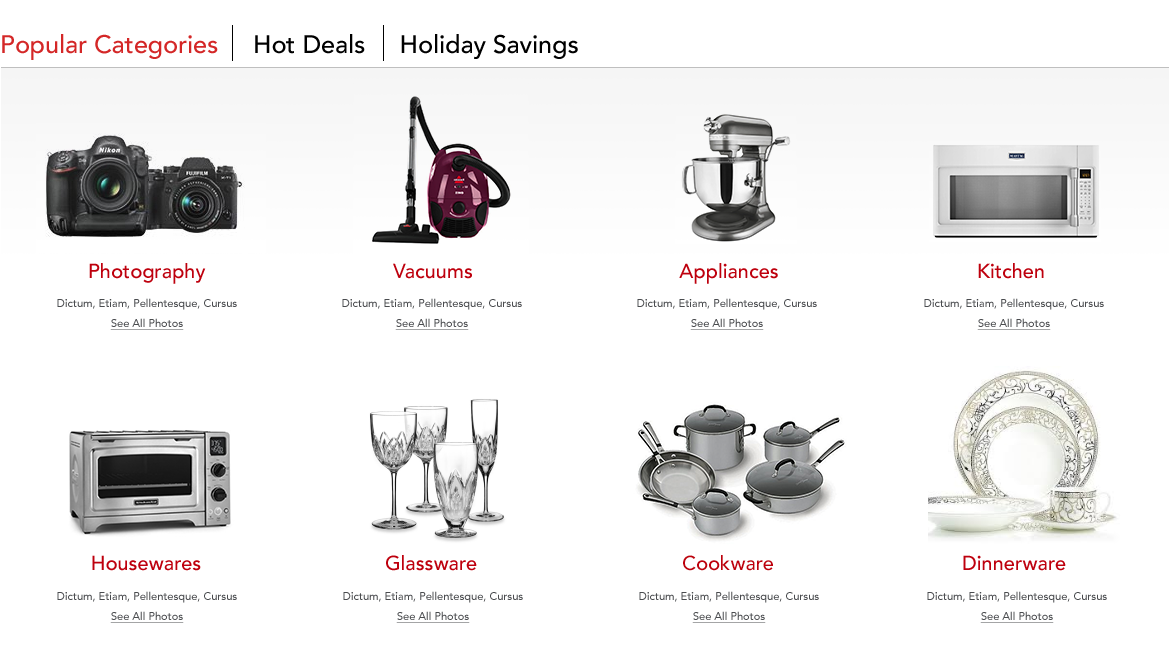 Popular Categories Hot Deals Holiday Savings
Nikon
FUJIFILM
Photography Vacuums Appliances Kitchen
Dictum, Etiam, Pellentesque, Cursus Dictum, Etiam, Pellentesque, Cursus Dictum, Etiam, Pellentesque, Cursus Dictum, Etiam, Pellentesque, Cursus
See All Photos See All Photos See All Photos See All Photos
Housewares Glassware Cookware Dinnerware
Dictum, Etiam, Pellentesque, Cursus Dictum, Etiam, Pellentesque, Cursus Dictum, Etiam, Pellentesque, Cursus Dictum, Etiam, Pellentesque, Cursus
See All Photos See All Photos See All Photos See All Photos